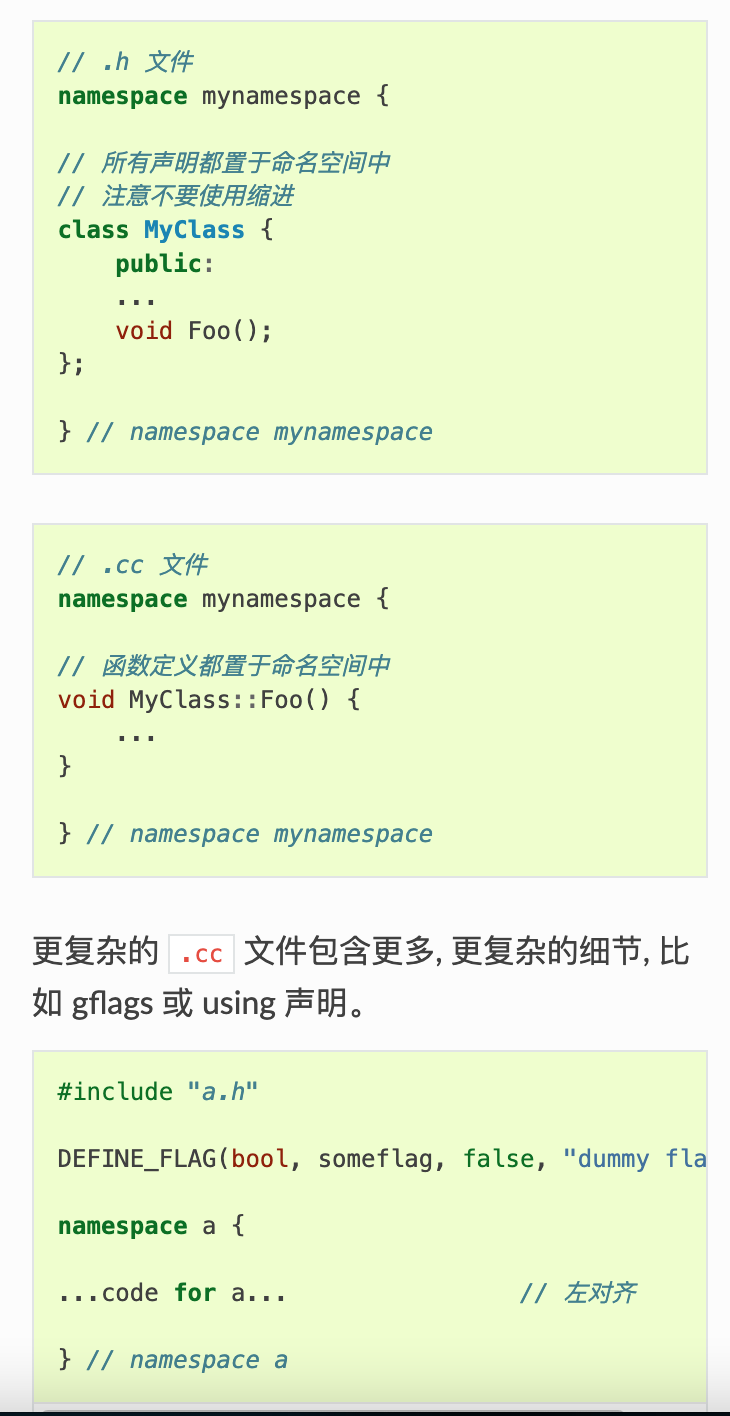 // .h 文件
namespace mynamespace {
// 所有声明都置于命名空间中
// 注意不要使用缩进
class MyClass {
    public:
    ...
    void Foo();
};
} // namespace mynamespace
// .cc 文件
namespace mynamespace {
// 函数定义都置于命名空间中
void MyClass::Foo() {
    ...
}
} // namespace mynamespace
更复杂的 .cc 文件包含更多, 更复杂的细节, 比
如 gflags 或 using 声明。
#include "a.h"
DEFINE_FLAG(bool, someflag, false, "dummy fla
namespace a {
...code for a...                // 左对齐
} // namespace a